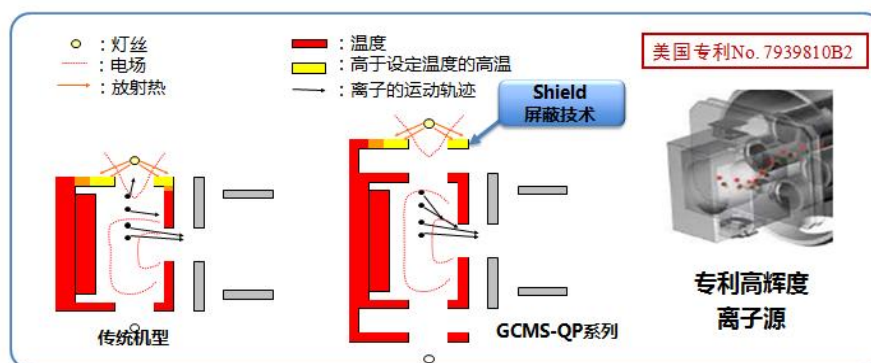 ：灯丝
：电场
：放射热
：温度
：高于设定温度的高温
：离子的运动轨迹
美国专利No. 7939810B2
Shield
屏蔽技术
传统机型
GCMS-QP系列
专利高辉度
离子源